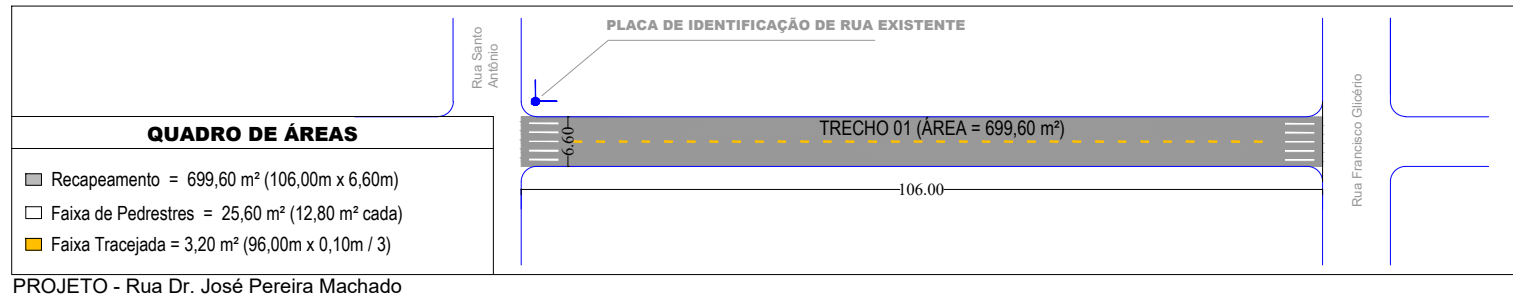 PLACA DE IDENTIFICAÇÃO DE RUA EXISTENTE
Rua Santo
Antônio
QUADRO DE ÁREAS
Recapeamento = 699,60 m² (106,00m x 6,60m)
Faixa de Pedrestres = 25,60 m² (12,80 m² cada)
Faixa Tracejada = 3,20 m² (96,00m x 0,10m / 3)
6.60
TRECHO 01 (ÁREA = 699,60 m²)
106.00
Rua Francisco Glicério
PROJETO - Rua Dr. José Pereira Machado